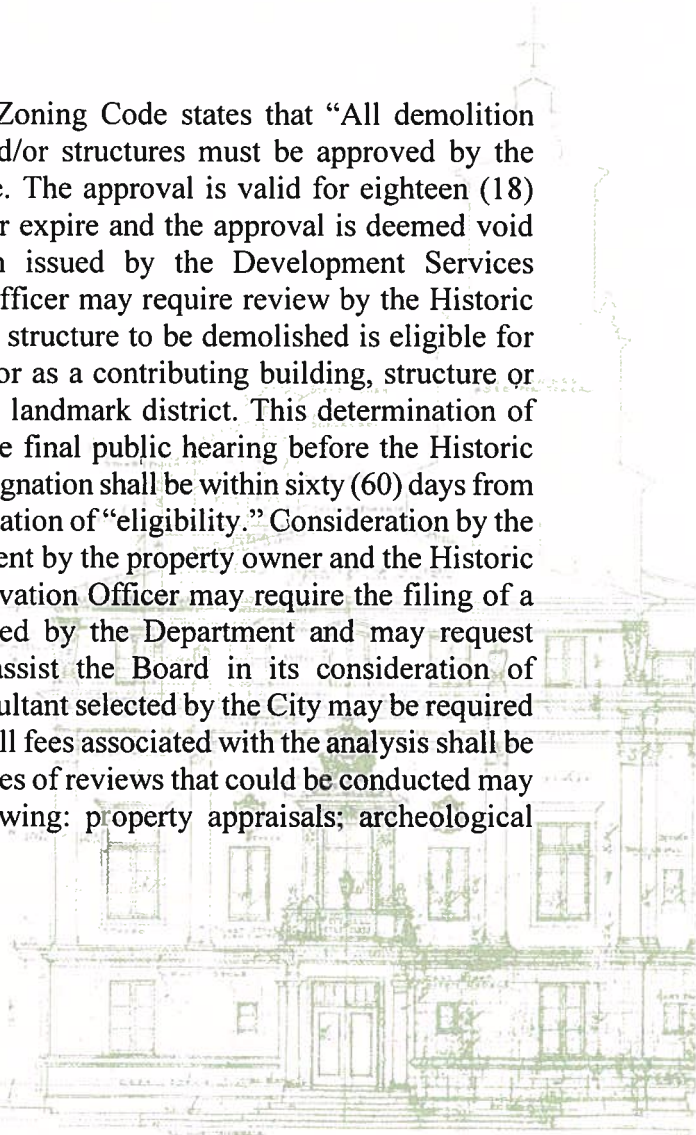 Zoning Code states that “All demolition
d/or structures must be approved by the
e. The approval is valid for eighteen (18)
r expire and the approval is deemed void
n issued by the Development Services
fficer may require review by the Historic
structure to be demolished is eligible for
or as a contributing building, structure or
landmark district. This determination of
e final public hearing before the Historic
gnation shall be within sixty (60) days from
ation of “eligibility.” Consideration by the
ent by the property owner and the Historic
vation Officer may require the filing of a
ed by the Department and may request
assist the Board in its consideration of
ultant selected by the City may be required
ll fees associated with the analysis shall be
es of reviews that could be conducted may
wing: property appraisals; archeological